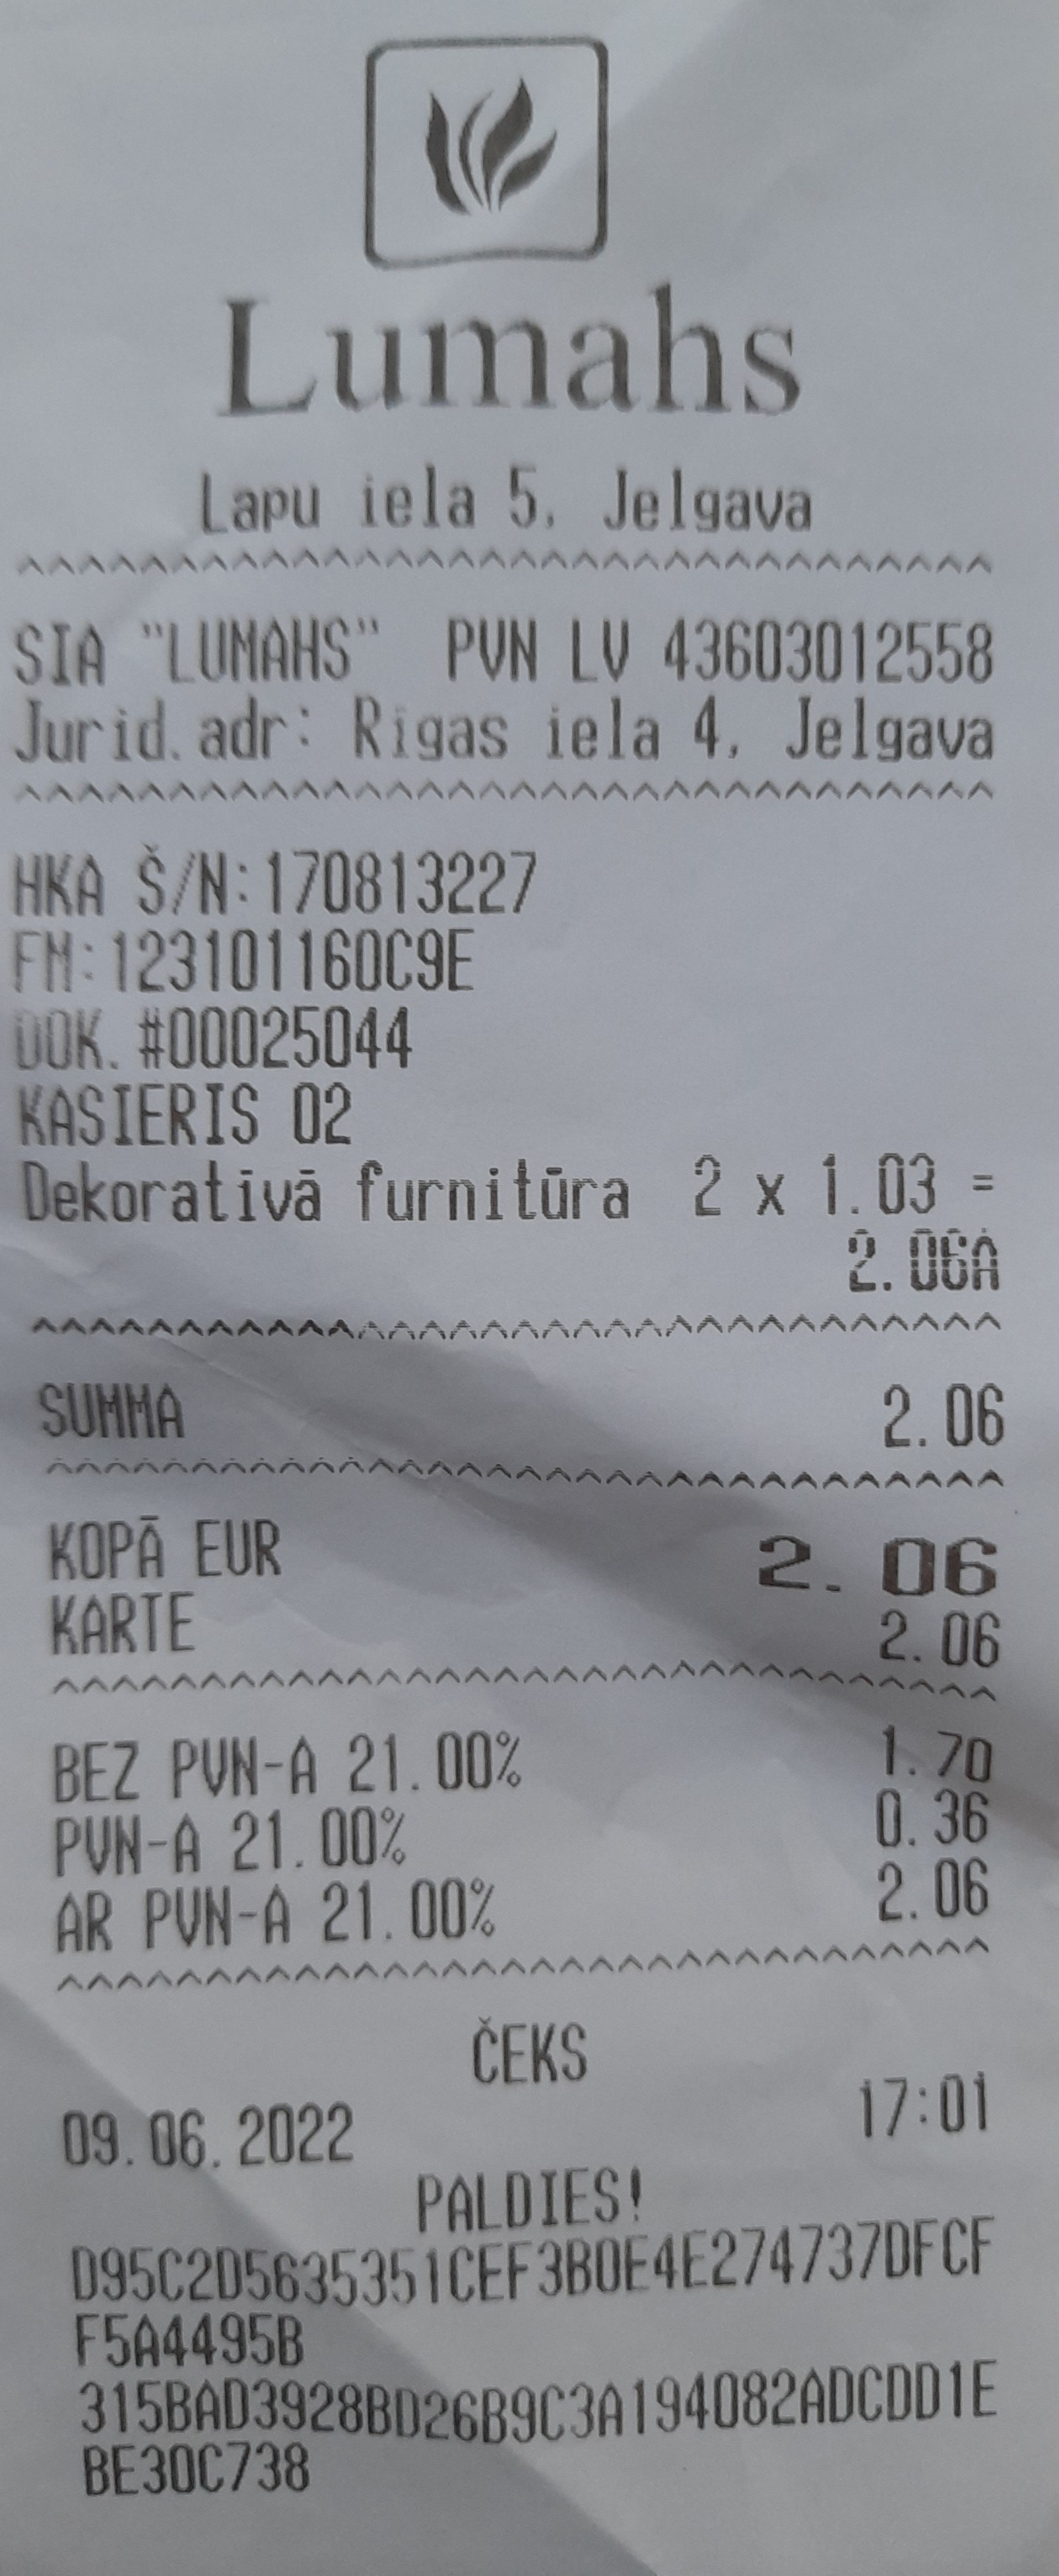 Lumahs
Lapu iela 5, Jelgava
^^^^^^^^^^^^^^^^^^^^^^^^^^^^^^^^
SIA "LUMAHS" PVN LV 43603012558
Jurid.adr: Rīgas iela 4, Jelgava
^^^^^^^^^^^^^^^^^^^^^^^^^^^^^^^^
HKA Š/N:170813227
FM:123101160C9E
DOK. #00025044
KASIERIS 02
Dekoratīvā furnitūra 2 x 1.03 =
2.06A
^^^^^^^^^^^^^^^^^^^^^^^^^^^^^^^^
SUMMA 2.06
^^^^^^^^^^^^^^^^^^^^^^^^^^^^^^^^
KOPĀ EUR 2.06
KARTE 2.06
^^^^^^^^^^^^^^^^^^^^^^^^^^^^^^^^
BEZ PVN-A 21.00% 1.70
PVN-A 21.00% 0.36
AR PVN-A 21.00% 2.06
^^^^^^^^^^^^^^^^^^^^^^^^^^^^^^^^
ČEKS
09.06.2022 17:01
PALDIES!
D95C2D5635351CEF3B0E4E274737DFCF
F5A4495B
315BAD3928BD26B9C3A194082ADCDD1E
BE30C738